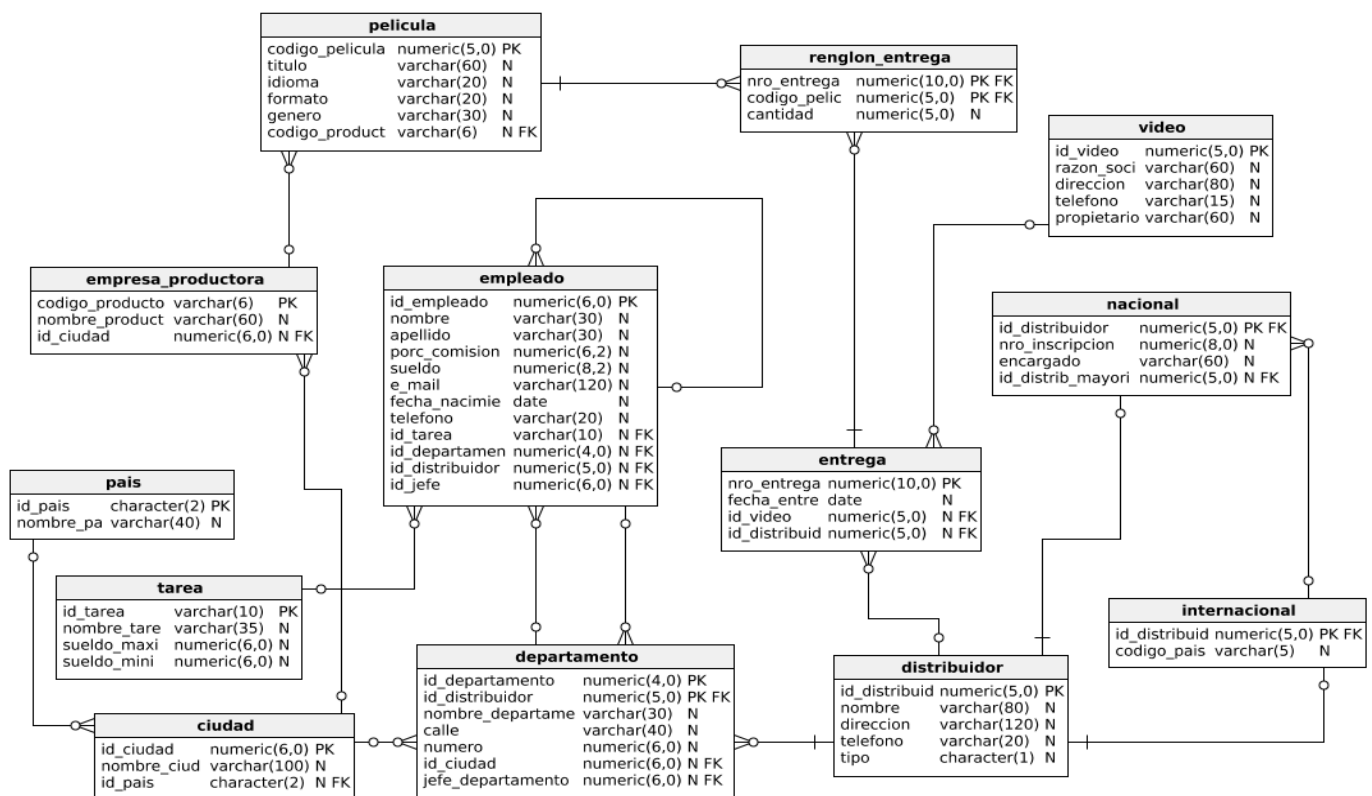 pelicula
codigo_pelicula numeric(5,0) PK
titulo varchar(60) N
idioma varchar(20) N
formato varchar(20) N
genero varchar(30) N
codigo_product varchar(6) N FK
renglon_entrega
nro_entrega numeric(10,0) PK FK
codigo_pelic numeric(5,0) PK FK
cantidad numeric(5,0) N
video
id_video numeric(5,0) PK
razon_soci varchar(60) N
direccion varchar(80) N
telefono varchar(15) N
propietario varchar(60) N
empresa_productora
codigo_producto varchar(6) PK
nombre_product varchar(60) N
id_ciudad numeric(6,0) N FK
empleado
id_empleado numeric(6,0) PK
nombre varchar(30) N
apellido varchar(30) N
porc_comision numeric(6,2) N
sueldo numeric(8,2) N
e_mail varchar(120) N
fecha_nacimie date N
telefono varchar(20) N
id_tarea varchar(10) N FK
id_departamen numeric(4,0) N FK
id_distribuidor numeric(5,0) N FK
id_jefe numeric(6,0) N FK
nacional
id_distribuidor numeric(5,0) PK FK
nro_inscripcion numeric(8,0) N
encargado varchar(60) N
id_distrib_mayori numeric(5,0) N FK
pais
id_pais character(2) PK
nombre_pa varchar(40) N
entrega
nro_entrega numeric(10,0) PK
fecha_entre date N
id_video numeric(5,0) N FK
id_distribuid numeric(5,0) N FK
tarea
id_tarea varchar(10) PK
nombre_tare varchar(35) N
sueldo_maxi numeric(6,0) N
sueldo_mini numeric(6,0) N
internacional
id_distribuid numeric(5,0) PK FK
codigo_pais varchar(5) N
departamento
id_departamento numeric(4,0) PK
id_distribuidor numeric(5,0) PK FK
nombre_departame varchar(30) N
calle varchar(40) N
numero numeric(6,0) N
id_ciudad numeric(6,0) N FK
jefe_departamento numeric(6,0) N FK
distribuidor
id_distribuid numeric(5,0) PK
nombre varchar(80) N
direccion varchar(120) N
telefono varchar(20) N
tipo character(1) N
ciudad
id_ciudad numeric(6,0) PK
nombre_ciud varchar(100) N
id_pais character(2) N FK